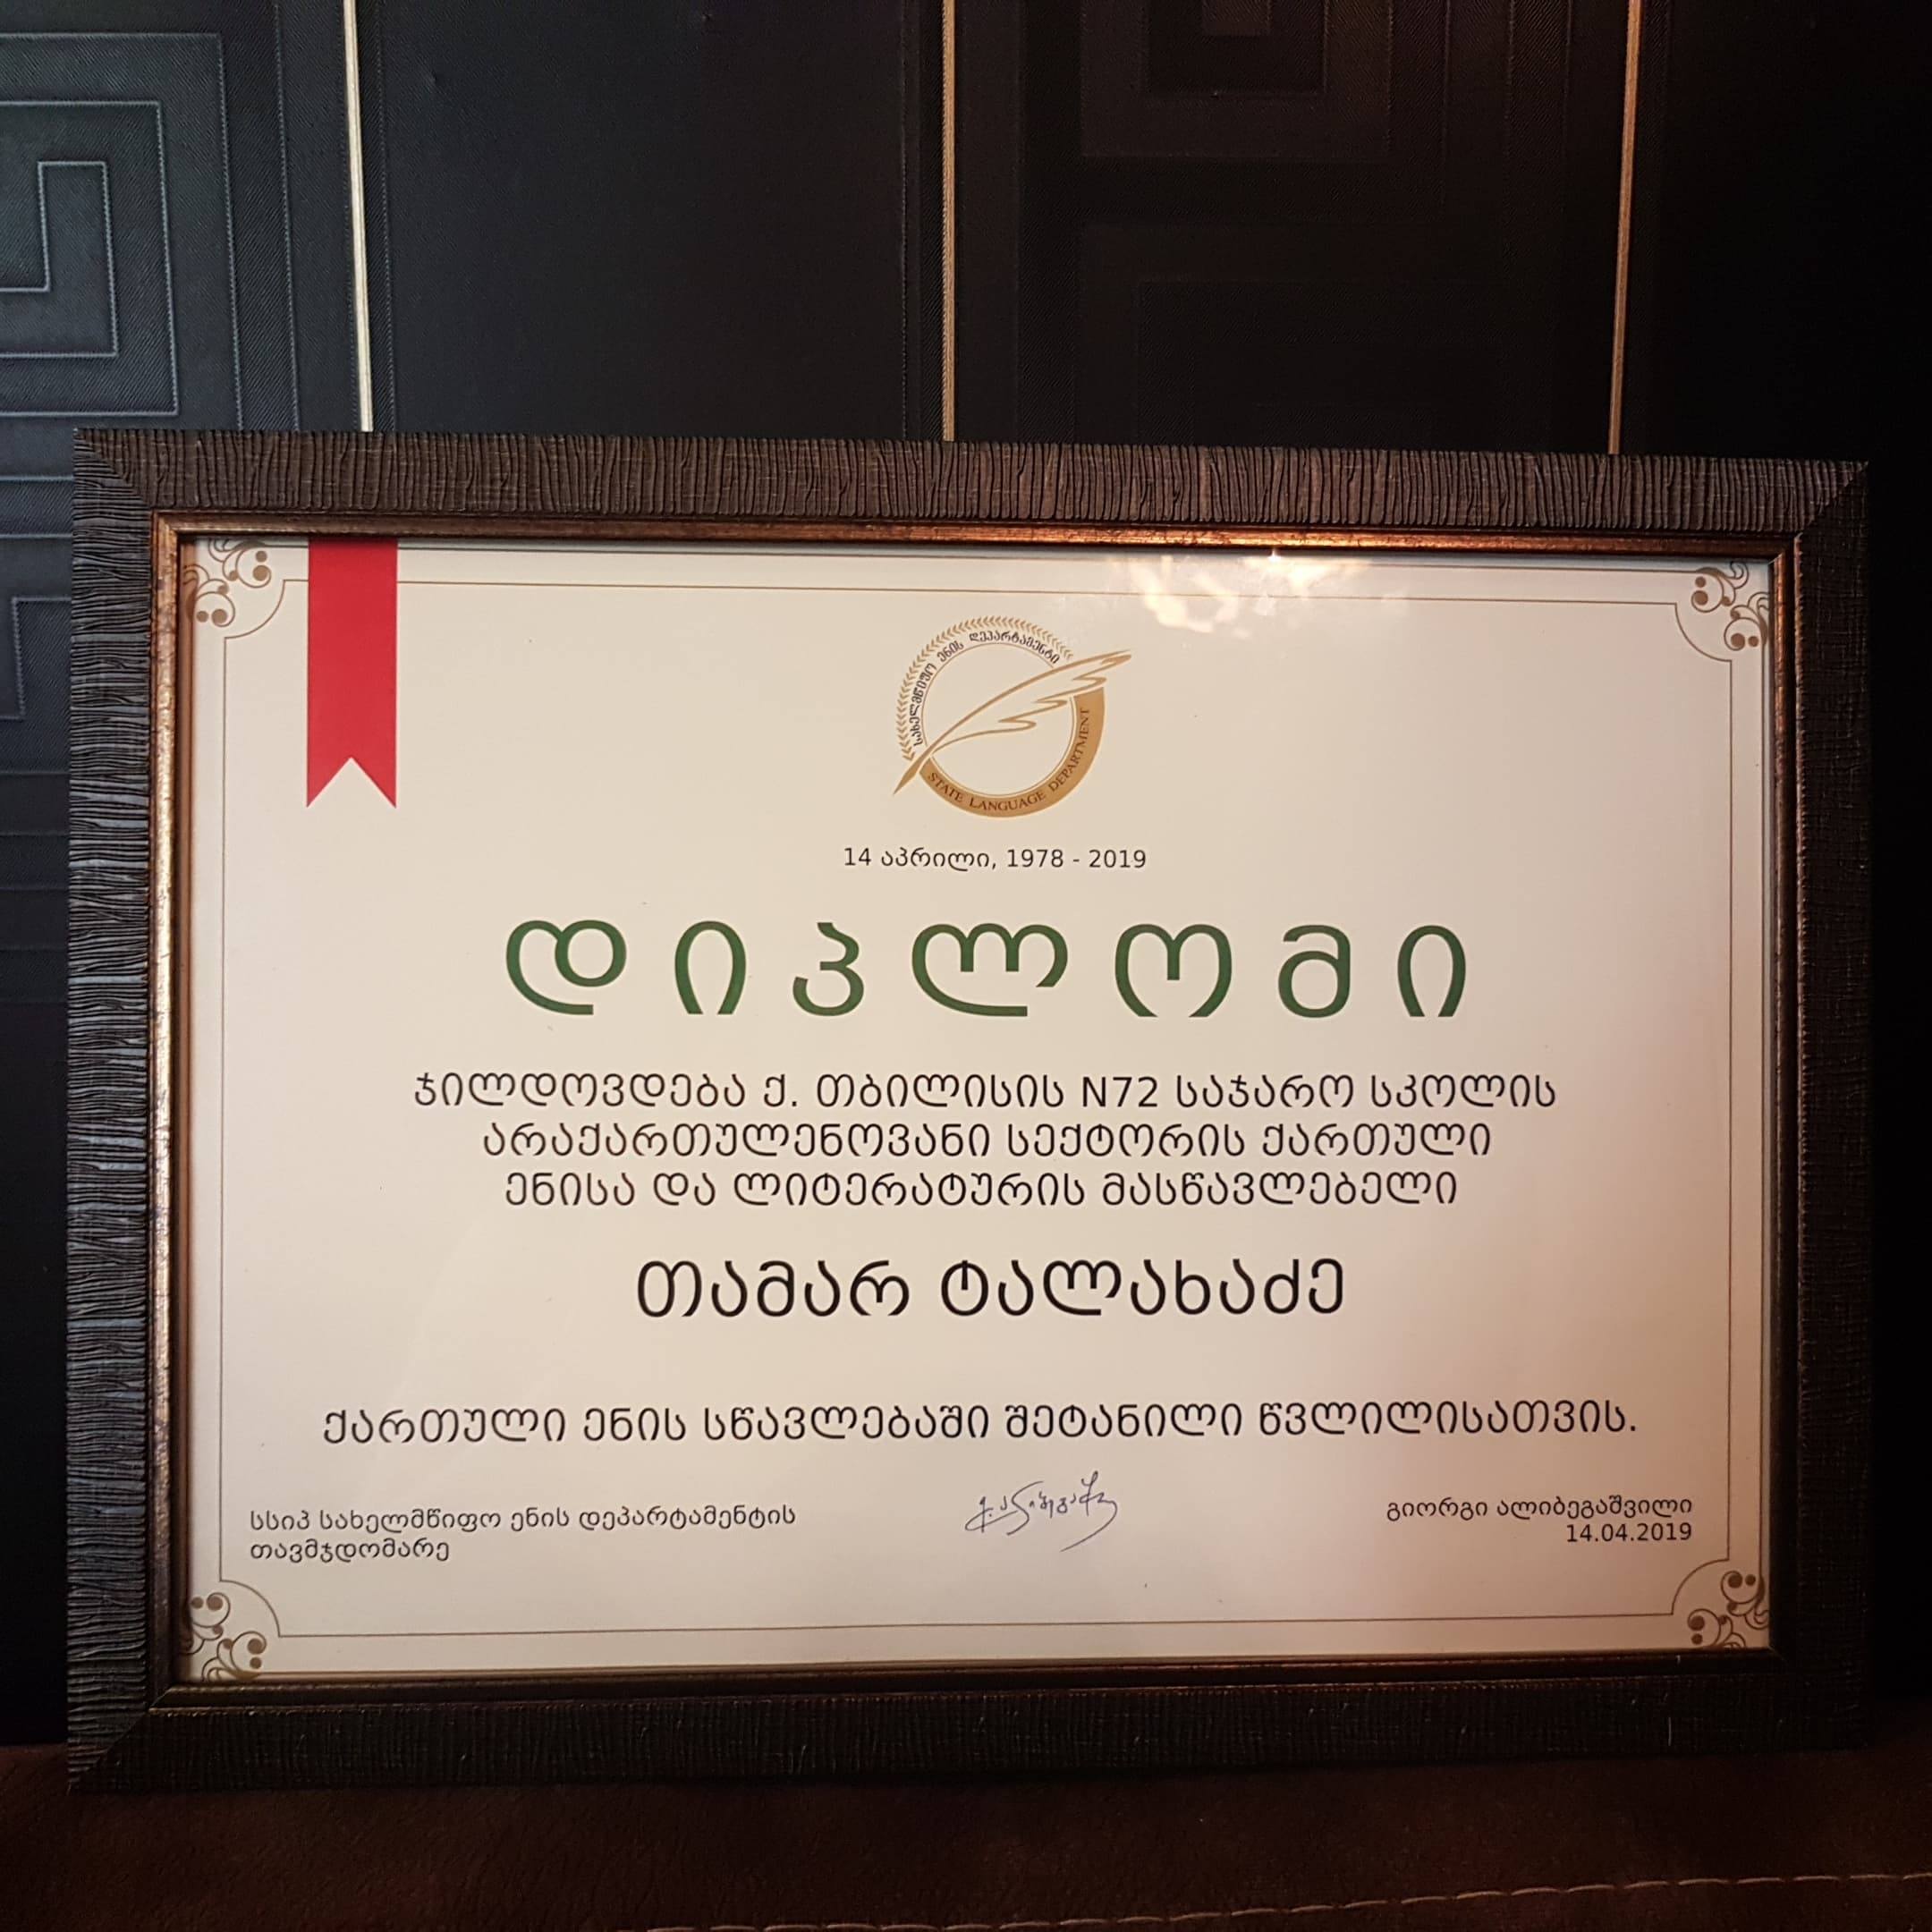 სახელმწიფო ენის დეპარტამენტი
STATE LANGUAGE DEPARTMENT
14 აპრილი, 1978 - 2019
დიპლომი
ჯილდოვდება ქ. თბილისის N72 საჯარო სკოლის
არაქართულენოვანი სექტორის ქართული
ენისა და ლიტერატურის მასწავლებელი
თამარ ტალახაძე
ქართული ენის სწავლებაში შეტანილი წვლილისათვის.
სსიპ სახელმწიფო ენის დეპარტამენტის
თავმჯდომარე
გიორგი ალიბეგაშვილი
14.04.2019